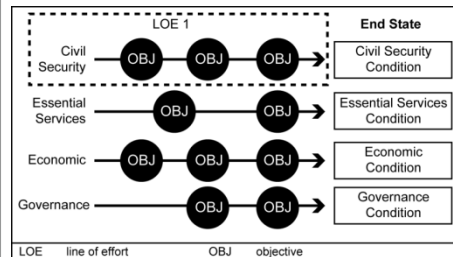 LOE 1
End State
Civil
Security
OBJ OBJ OBJ
Civil Security
Condition
Essential
Services
OBJ OBJ
Essential Services
Condition
Economic
OBJ OBJ OBJ
Economic
Condition
Governance
OBJ OBJ
Governance
Condition
LOE line of effort OBJ objective